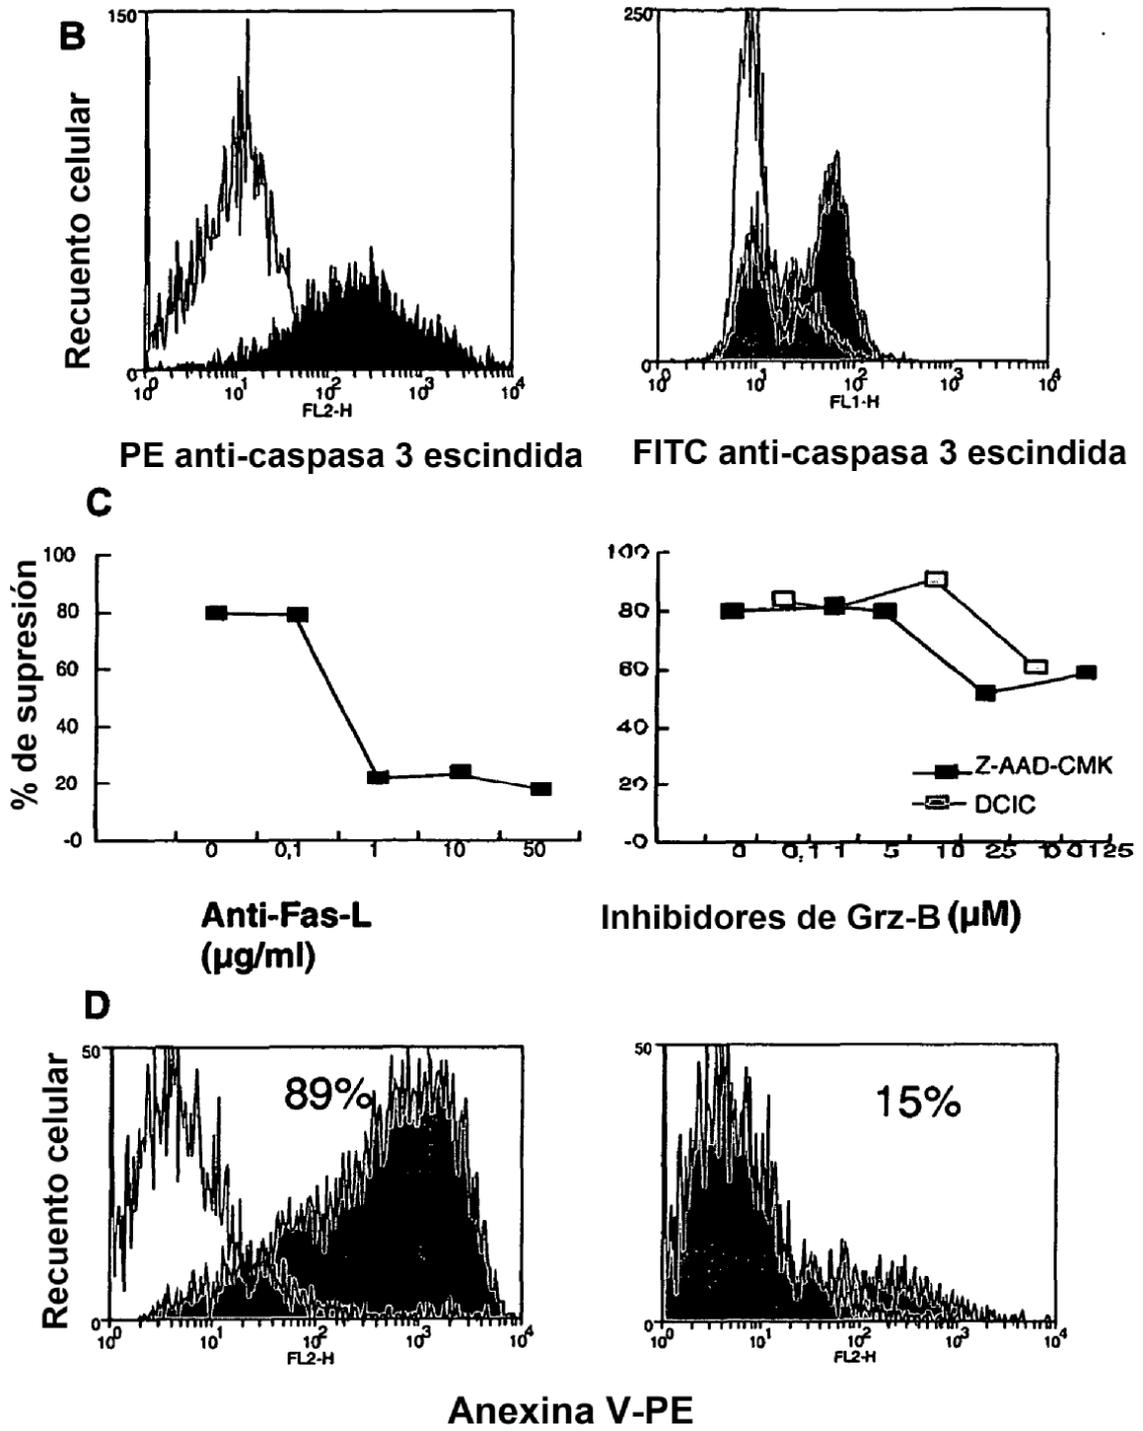 B
150
Recuento celular
0
10^0 10^1 10^2 10^3 10^4
FL2-H
PE anti-caspasa 3 escindida
250
0
10^0 10^1 10^2 10^3 10^4
FL1-H
FITC anti-caspasa 3 escindida
C
% de supresión
100
80
60
40
20
-0
0 0,1 1 10 50
Anti-Fas-L
(µg/ml)
100
80
60
40
20
-0
Z-AAD-CMK
DCIC
0 0,1 1 5 10 25
Inhibidores de Grz-B (µM)
D
Recuento celular
50
89%
0
10^0 10^1 10^2 10^3 10^4
FL2-H
50
15%
0
10^0 10^1 10^2 10^3 10^4
FL2-H
Anexina V-PE